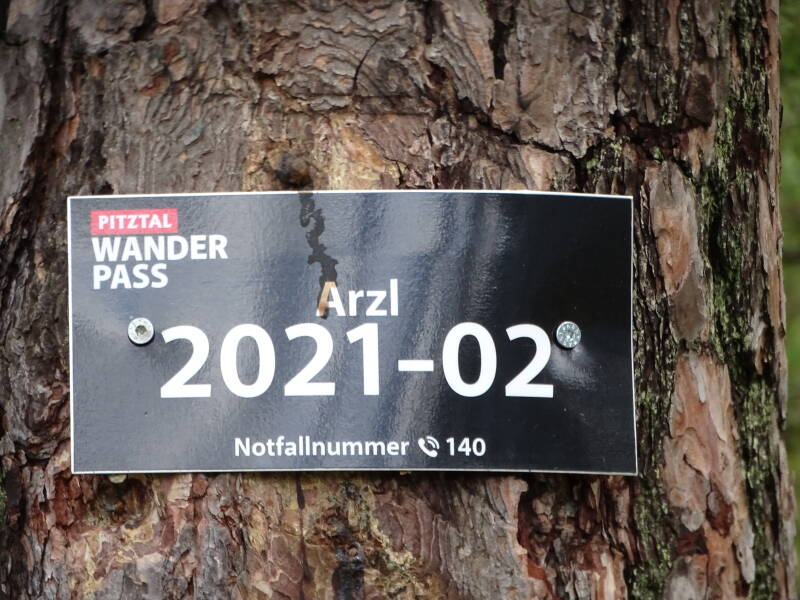 PITZTAL
WANDER
PASS
Arzl
2021-02
Notfallnummer 140